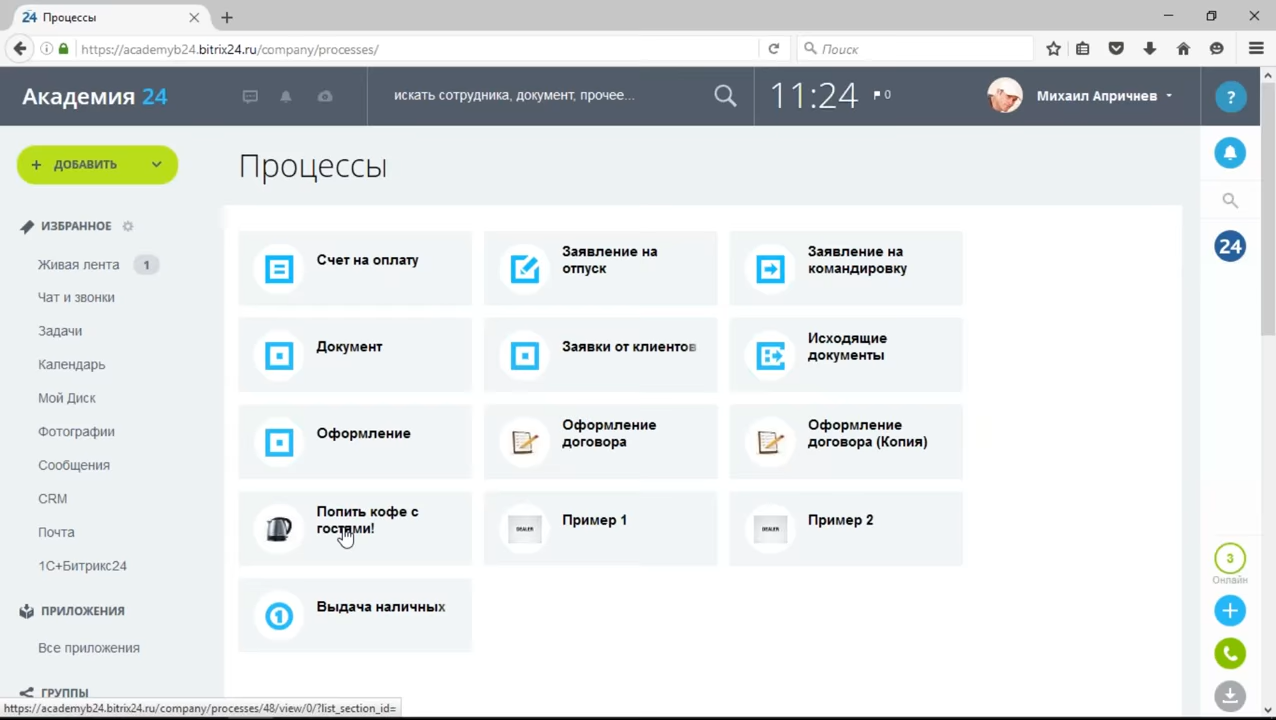 24 Процессы
https://academyb24.bitrix24.ru/company/processes/
Поиск
Академия 24
искать сотрудника, документ, прочее...
11:24
0
Михаил Апричнев
?
+ ДОБАВИТЬ
Процессы
ИЗБРАННОЕ
Живая лента 1
Чат и звонки
Задачи
Календарь
Мой Диск
Фотографии
Сообщения
CRM
Почта
1С+Битрикс24
ПРИЛОЖЕНИЯ
Все приложения
ГРУППЫ
Счет на оплату
Заявление на
отпуск
Заявление на
командировку
Документ
Заявки от клиентов
Исходящие
документы
Оформление
Оформление
договора
Оформление
договора (Копия)
Попить кофе с
гостями!
DEALER
Пример 1
DEALER
Пример 2
1
Выдача наличных
24
3
Онлайн
https://academyb24.bitrix24.ru/company/processes/48/view/0/?list_section_id=